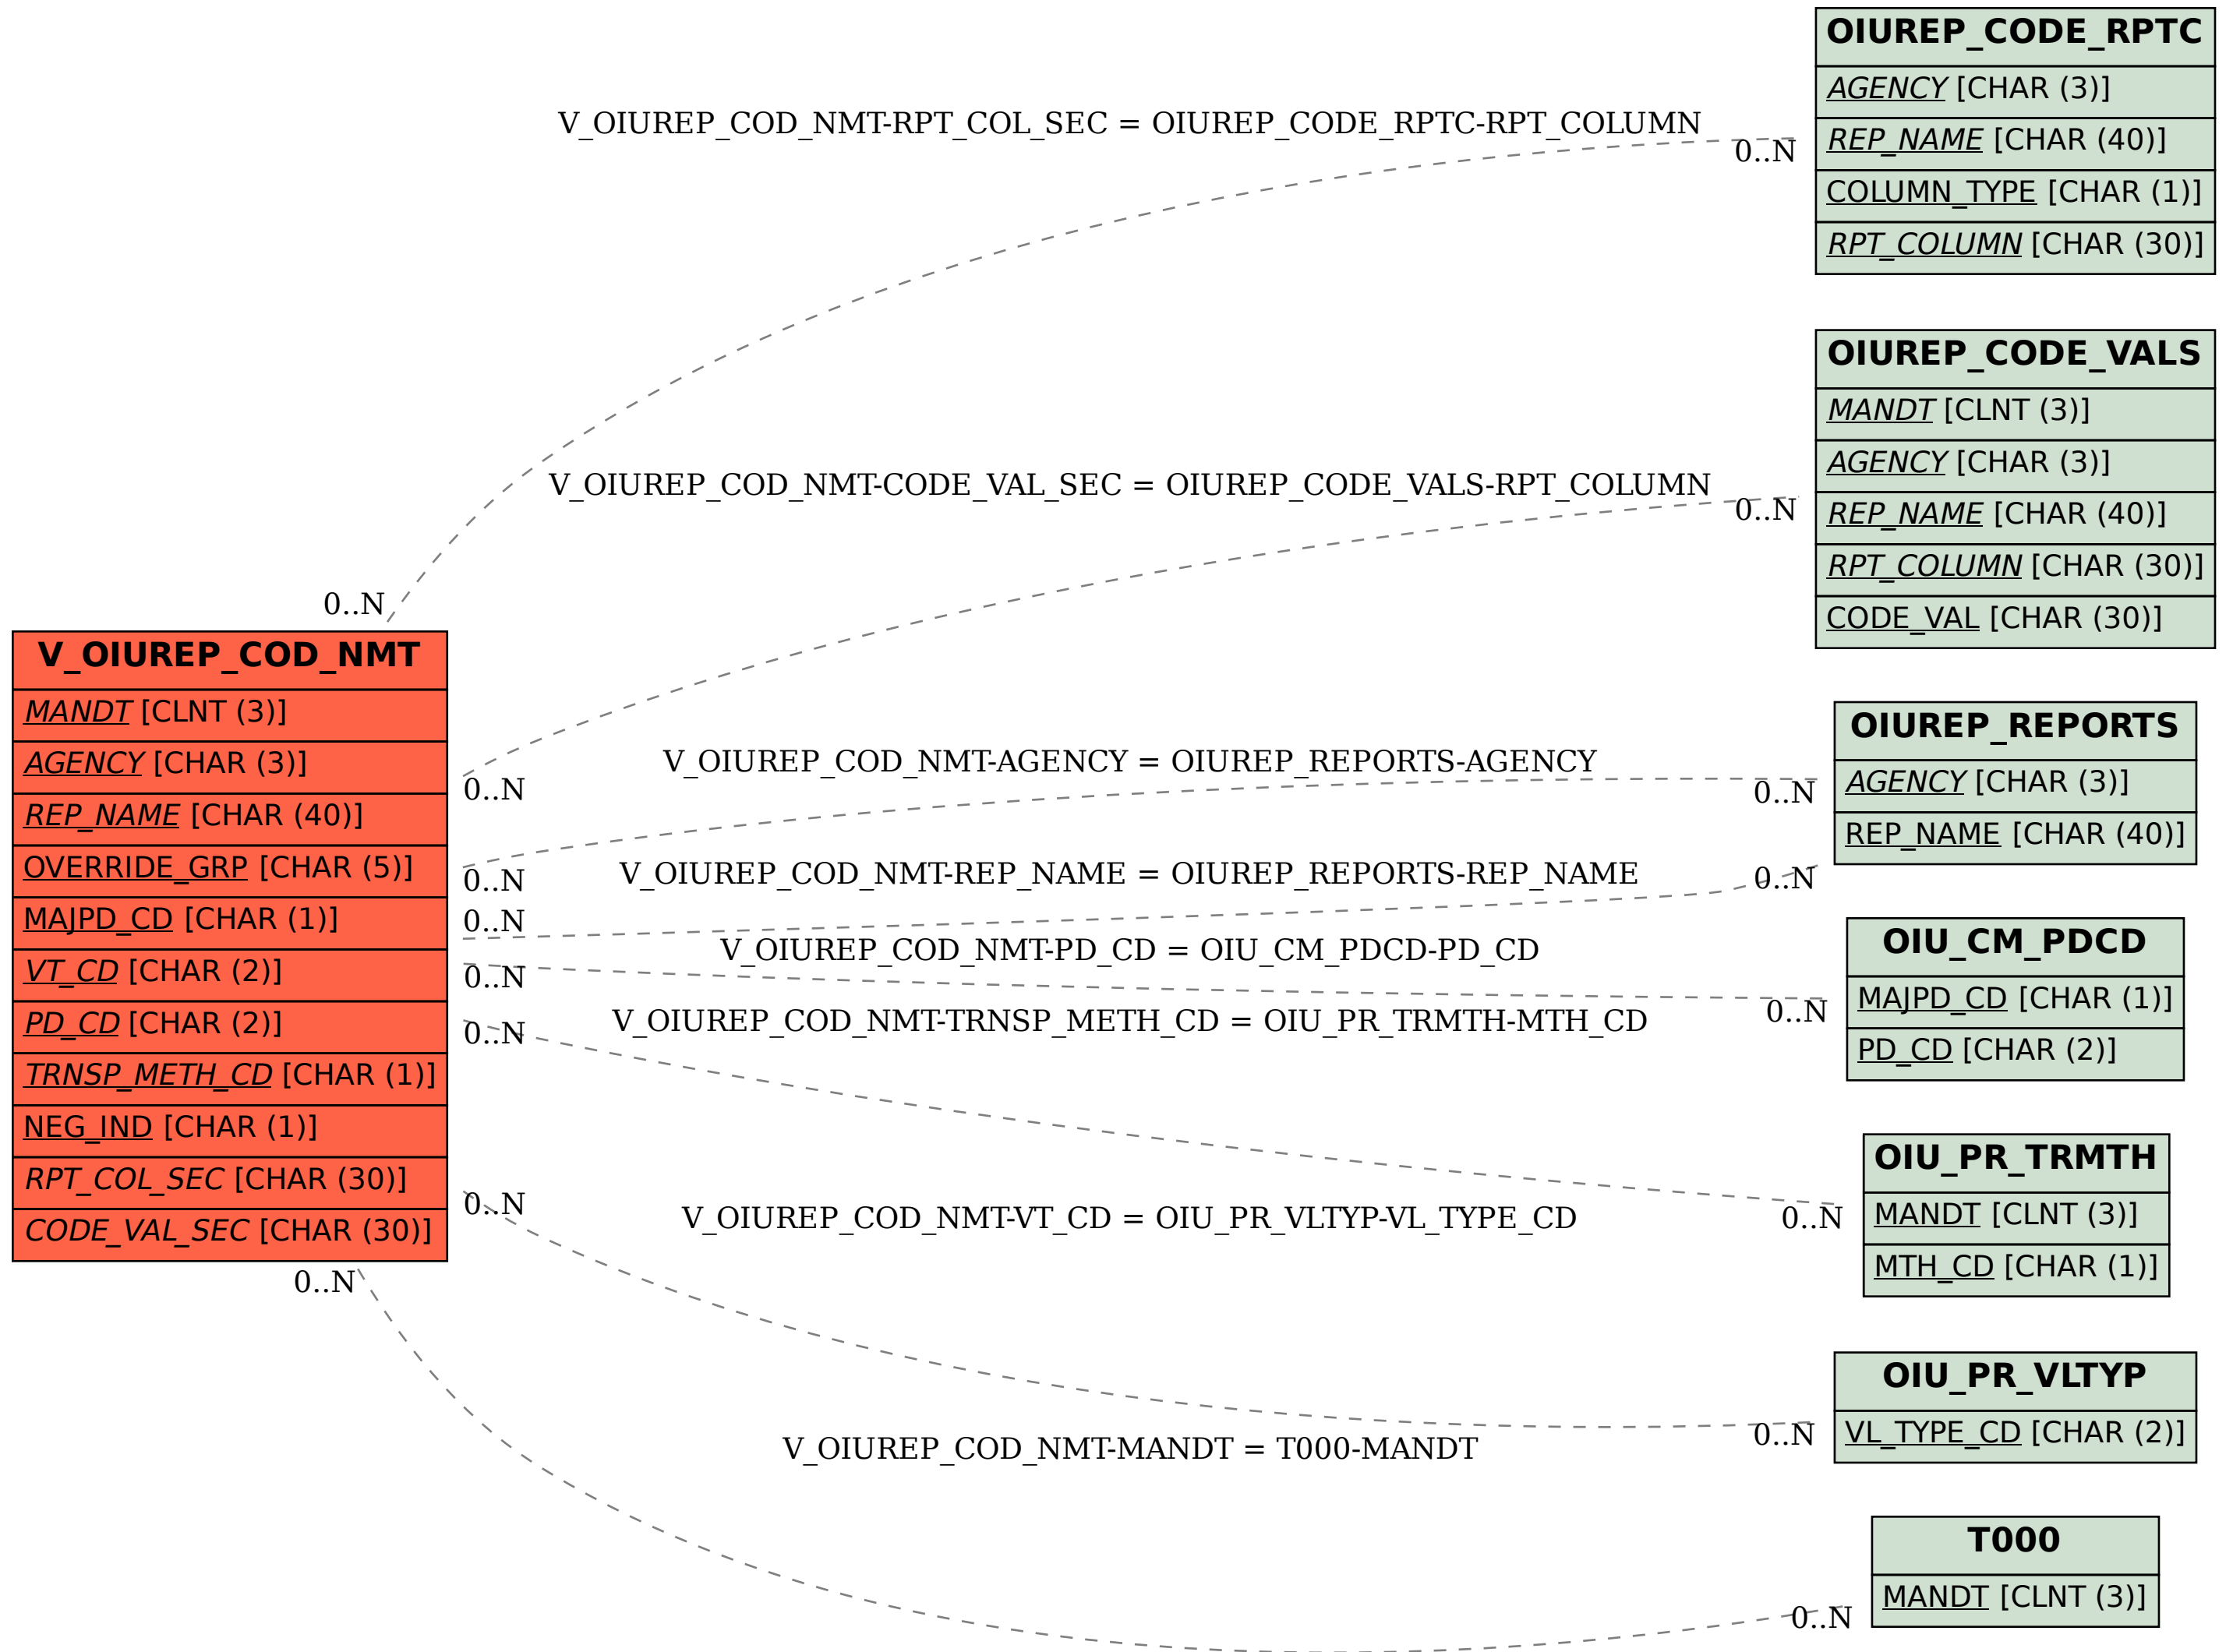 V_OIUREP_COD_NMT
MANDT [CLNT (3)]
AGENCY [CHAR (3)]
REP_NAME [CHAR (40)]
OVERRIDE_GRP [CHAR (5)]
MAJPD_CD [CHAR (1)]
VT_CD [CHAR (2)]
PD_CD [CHAR (2)]
TRNSP_METH_CD [CHAR (1)]
NEG_IND [CHAR (1)]
RPT_COL_SEC [CHAR (30)]
CODE_VAL_SEC [CHAR (30)]
V_OIUREP_COD_NMT-RPT_COL_SEC = OIUREP_CODE_RPTC-RPT_COLUMN
0..N
0..N
V_OIUREP_COD_NMT-CODE_VAL_SEC = OIUREP_CODE_VALS-RPT_COLUMN
0..N
0..N
V_OIUREP_COD_NMT-AGENCY = OIUREP_REPORTS-AGENCY
0..N
0..N
V_OIUREP_COD_NMT-REP_NAME = OIUREP_REPORTS-REP_NAME
0..N
0..N
V_OIUREP_COD_NMT-PD_CD = OIU_CM_PDCD-PD_CD
0..N
0..N
V_OIUREP_COD_NMT-TRNSP_METH_CD = OIU_PR_TRMTH-MTH_CD
0..N
0..N
V_OIUREP_COD_NMT-VT_CD = OIU_PR_VLTYP-VL_TYPE_CD
0..N
0..N
V_OIUREP_COD_NMT-MANDT = T000-MANDT
0..N
0..N
OIUREP_CODE_RPTC
AGENCY [CHAR (3)]
REP_NAME [CHAR (40)]
COLUMN_TYPE [CHAR (1)]
RPT_COLUMN [CHAR (30)]
OIUREP_CODE_VALS
MANDT [CLNT (3)]
AGENCY [CHAR (3)]
REP_NAME [CHAR (40)]
RPT_COLUMN [CHAR (30)]
CODE_VAL [CHAR (30)]
OIUREP_REPORTS
AGENCY [CHAR (3)]
REP_NAME [CHAR (40)]
OIU_CM_PDCD
MAJPD_CD [CHAR (1)]
PD_CD [CHAR (2)]
OIU_PR_TRMTH
MANDT [CLNT (3)]
MTH_CD [CHAR (1)]
OIU_PR_VLTYP
VL_TYPE_CD [CHAR (2)]
T000
MANDT [CLNT (3)]